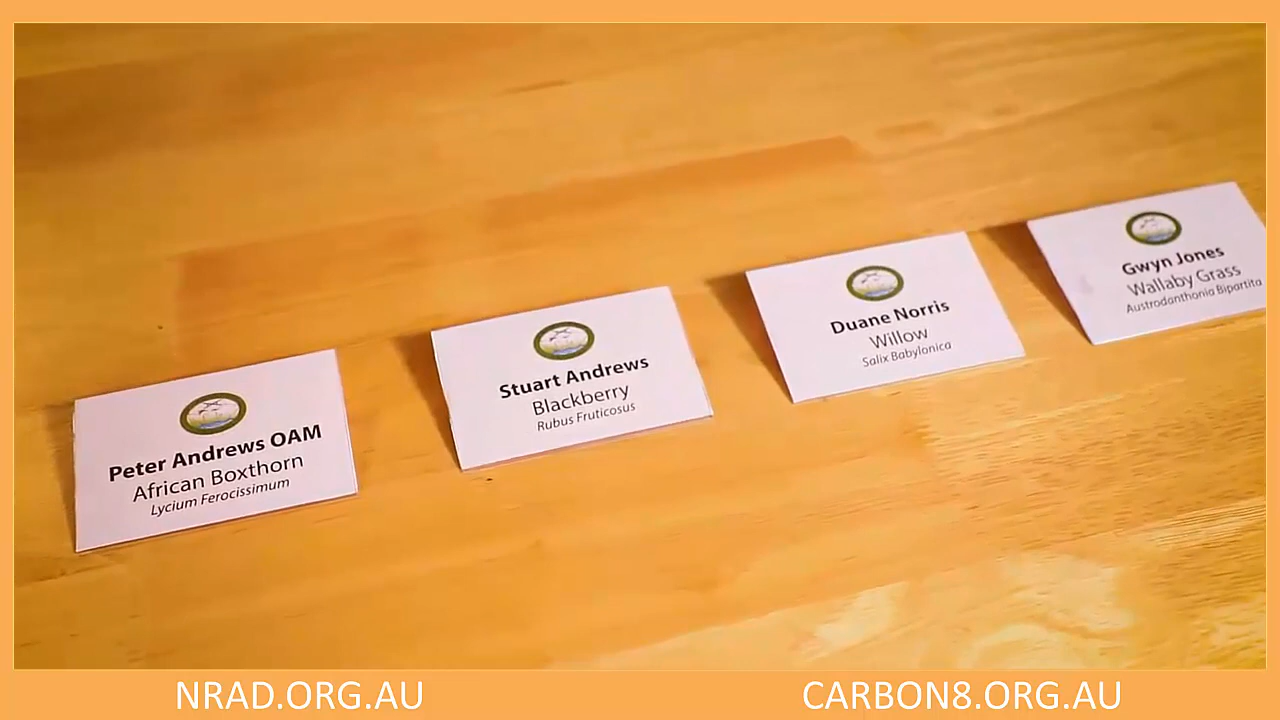 Peter Andrews OAM
African Boxthorn
Lycium Ferocissimum
Stuart Andrews
Blackberry
Rubus Fruticosus
Duane Norris
Willow
Salix Babylonica
Gwyn Jones
Wallaby Grass
Austrodanthonia Bipartita
NRAD.ORG.AU
CARBON8.ORG.AU